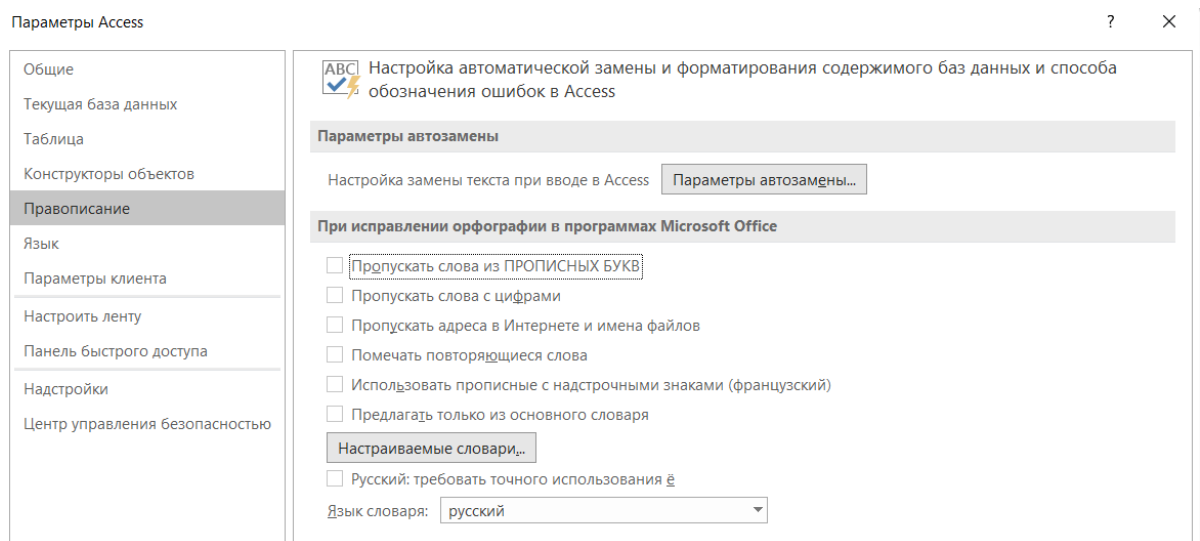 Параметры Access
?
Общие
Текущая база данных
Таблица
Конструкторы объектов
Правописание
Язык
Параметры клиента
Настроить ленту
Панель быстрого доступа
Надстройки
Центр управления безопасностью
ABC
Настройка автоматической замены и форматирования содержимого баз данных и способа
обозначения ошибок в Access
Параметры автозамены
Настройка замены текста при вводе в Access Параметры автозамены...
При исправлении орфографии в программах Microsoft Office
Пропускать слова из ПРОПИСНЫХ БУКВ
Пропускать слова с цифрами
Пропускать адреса в Интернете и имена файлов
Помечать повторяющиеся слова
Использовать прописные с надстрочными знаками (французский)
Предлагать только из основного словаря
Настраиваемые словари...
Русский: требовать точного использования ё
Язык словаря: русский